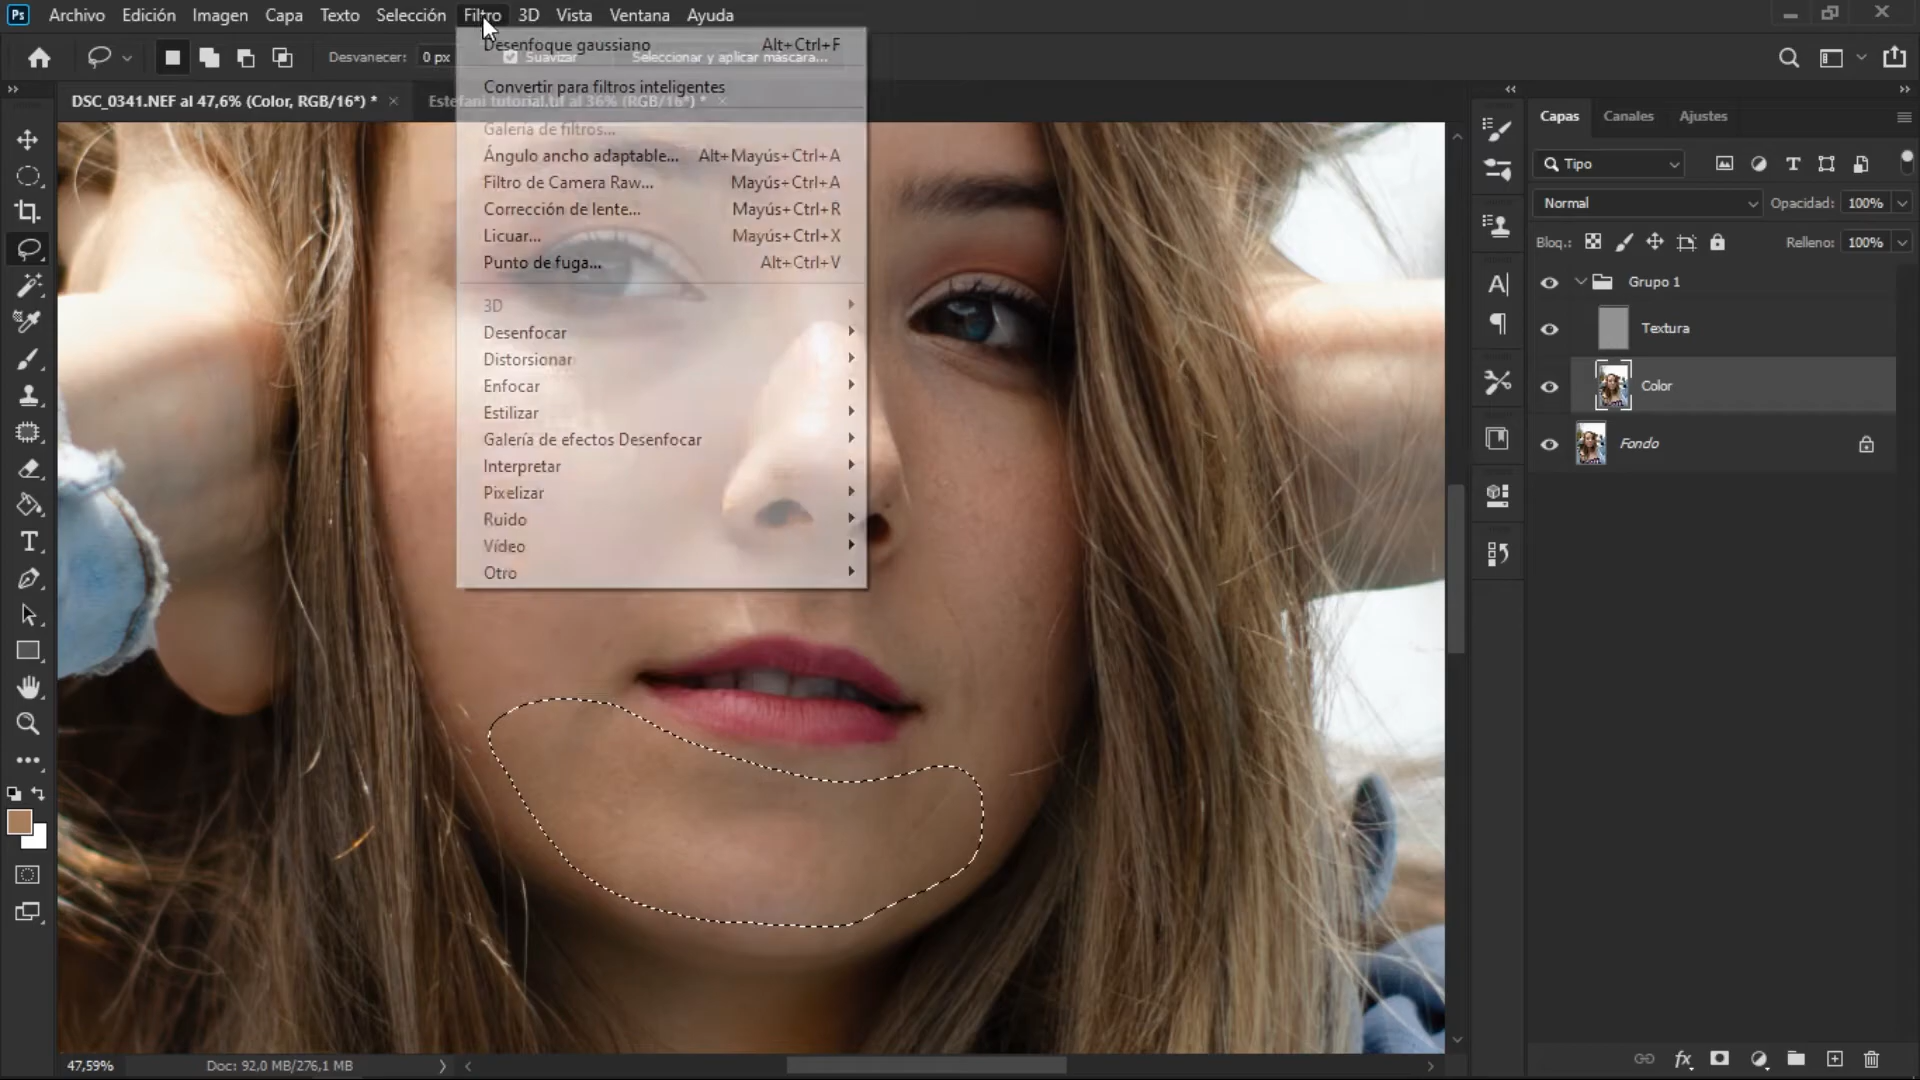 Ps Archivo Edición Imagen Capa Texto Selección Filtro 3D Vista Ventana Ayuda
Desvanecer: 0 px Suavizar Seleccionar y aplicar máscara...
DSC_0341.NEF al 47,6% (Color, RGB/16*) * × Estefani tutorial.tif al 36% (RGB/16*) * ×
Desenfoque gaussiano Alt+Ctrl+F
Convertir para filtros inteligentes
Galería de filtros...
Ángulo ancho adaptable... Alt+Mayús+Ctrl+A
Filtro de Camera Raw... Mayús+Ctrl+A
Corrección de lente... Mayús+Ctrl+R
Licuar... Mayús+Ctrl+X
Punto de fuga... Alt+Ctrl+V
3D
Desenfocar
Distorsionar
Enfocar
Estilizar
Galería de efectos Desenfocar
Interpretar
Pixelizar
Ruido
Vídeo
Otro
Capas Canales Ajustes
Tipo
Normal Opacidad: 100%
Bloq.: Relleno: 100%
Grupo 1
Textura
Color
Fondo
47,59% Doc: 92,0 MB/276,1 MB
fx